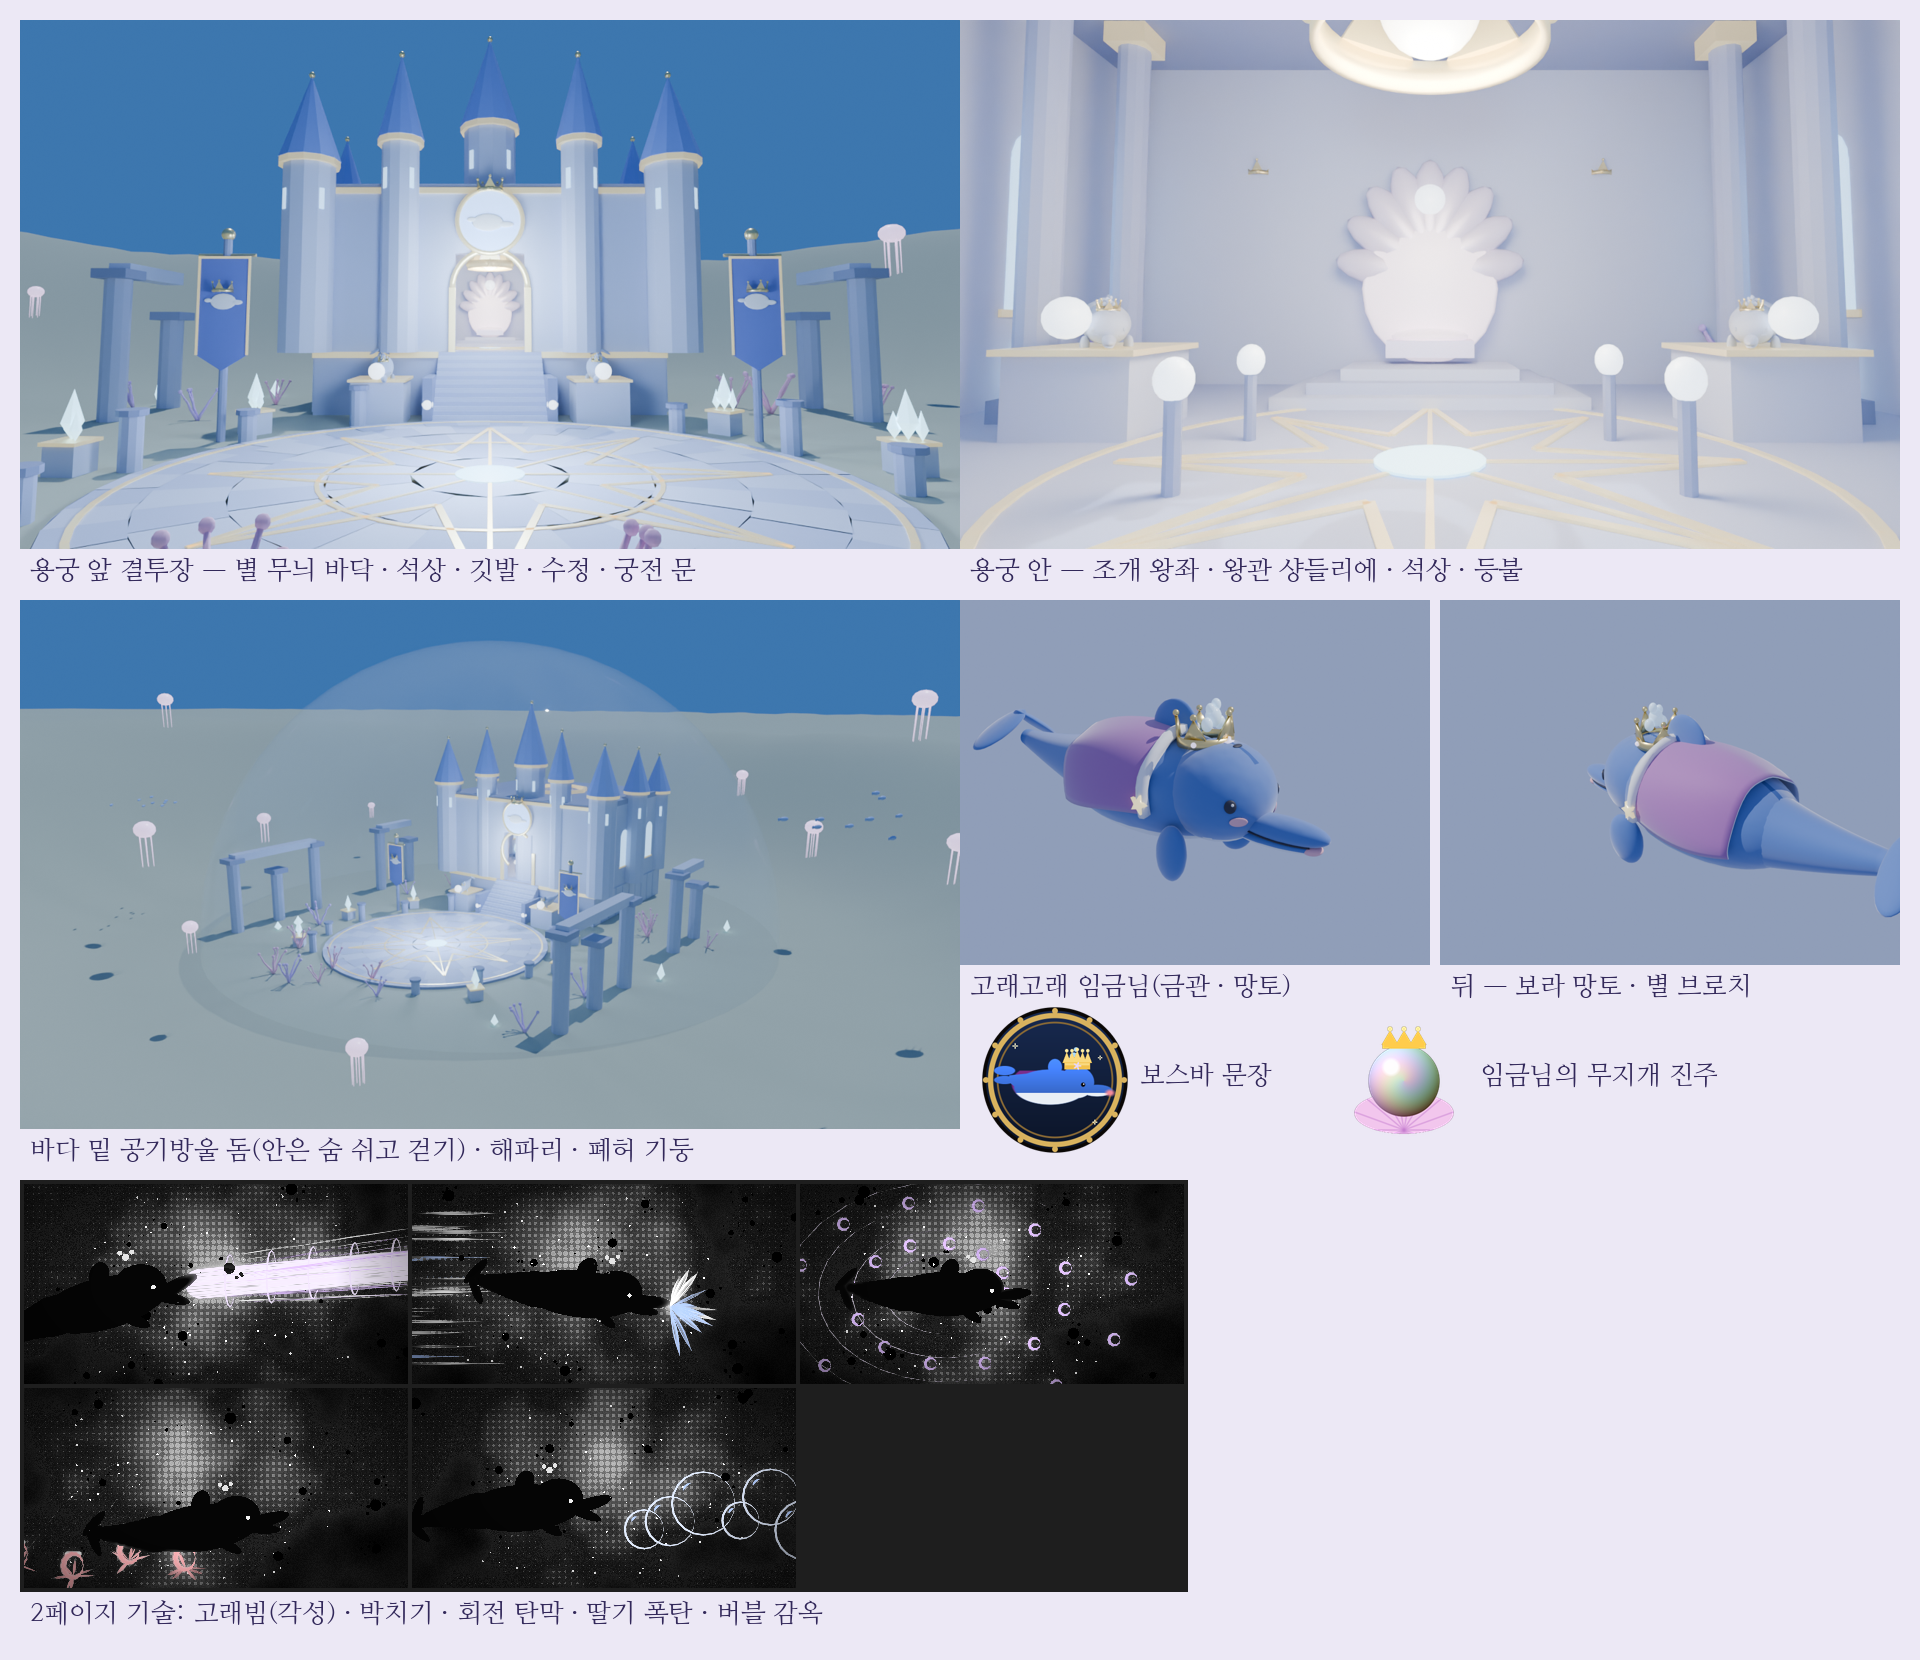 용궁 앞 결투장 — 별 무늬 바닥 · 석상 · 깃발 · 수정 · 궁전 문
용궁 안 — 조개 왕좌 · 왕관 샹들리에 · 석상 · 등불
고래고래 임금님(금관 · 망토)
뒤 — 보라 망토 · 별 브로치
보스바 문장
임금님의 무지개 진주
바다 밑 공기방울 돔(안은 숨 쉬고 걷기) · 해파리 · 폐허 기둥
2페이지 기술: 고래빔(각성) · 박치기 · 회전 탄막 · 딸기 폭탄 · 버블 감옥